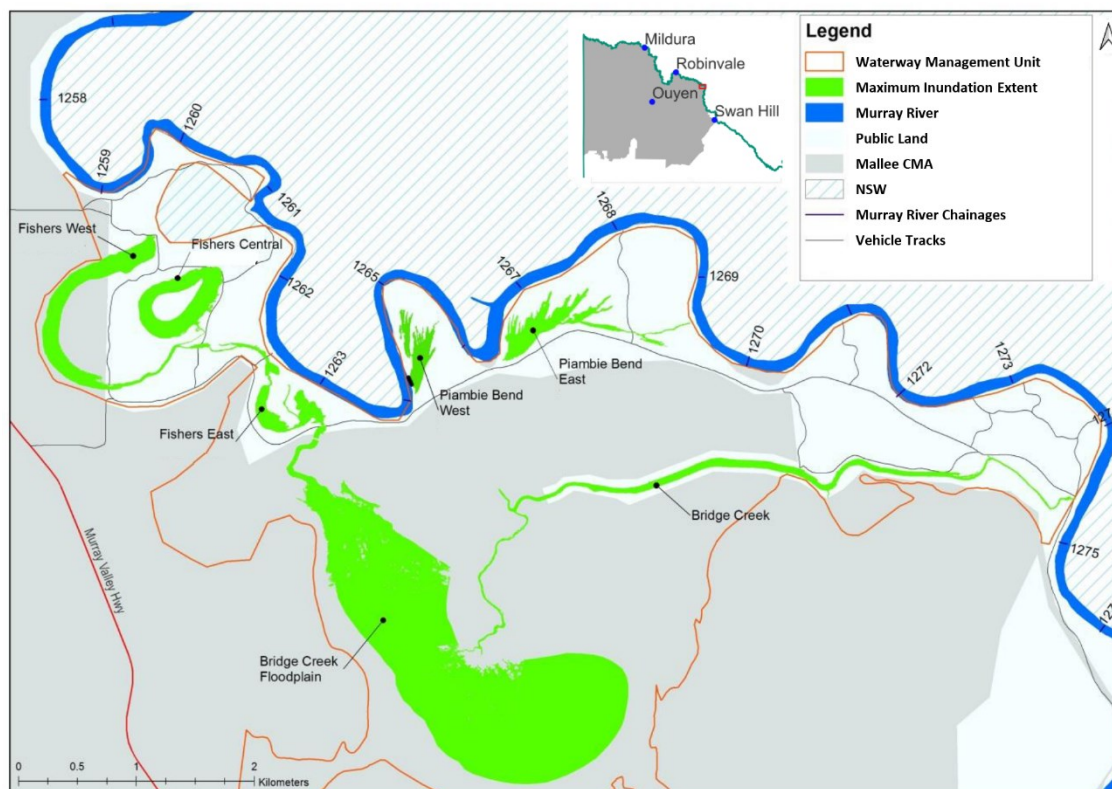 Legend
Waterway Management Unit
Maximum Inundation Extent
Murray River
Public Land
Mallee CMA
NSW
Murray River Chainages
Vehicle Tracks
Mildura
Robinvale
Ouyen
Swan Hill
1258
1259
1260
1261
1262
1263
1265
1267
1268
1269
1270
1272
1273
1275
Fishers West
Fishers Central
Fishers East
Piambie Bend
West
Piambie Bend
East
Bridge Creek
Bridge Creek
Floodplain
Murray Valley Hwy
0 0.5 1 2
Kilometers